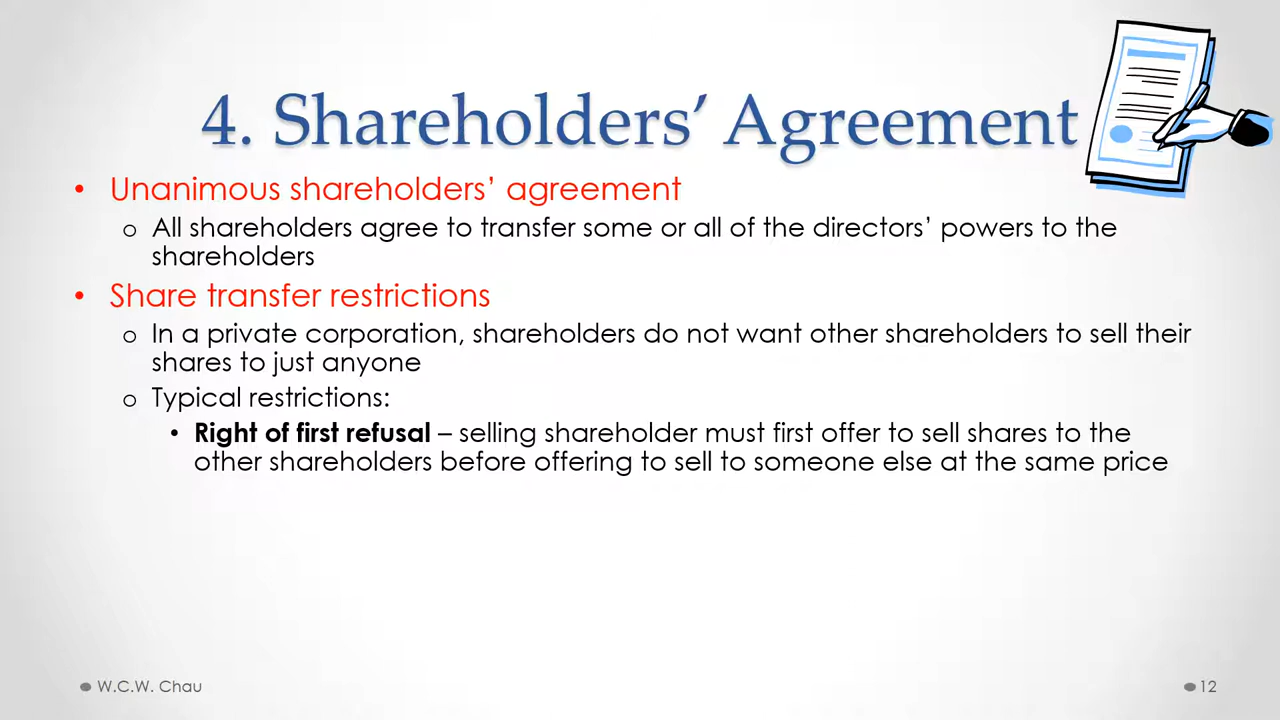 4. Shareholders’ Agreement
• Unanimous shareholders’ agreement
o All shareholders agree to transfer some or all of the directors’ powers to the
shareholders
• Share transfer restrictions
o In a private corporation, shareholders do not want other shareholders to sell their
shares to just anyone
o Typical restrictions:
• Right of first refusal – selling shareholder must first offer to sell shares to the
other shareholders before offering to sell to someone else at the same price
W.C.W. Chau
12